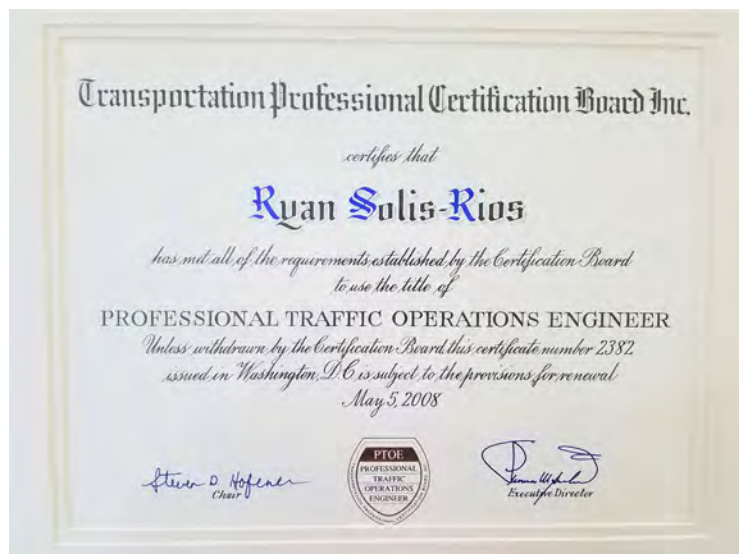 Transportation Professional Certification Board Inc.
certifies that
Ryan Solis-Rios
has met all of the requirements established by the Certification Board
to use the title of
PROFESSIONAL TRAFFIC OPERATIONS ENGINEER
Unless withdrawn by the Certification Board this certificate number 2382
issued in Washington, D.C is subject to the provisions for renewal
May 5, 2008
Steven D. Hofener
Chair
PTOE
PROFESSIONAL
TRAFFIC
OPERATIONS
ENGINEER
Executive Director